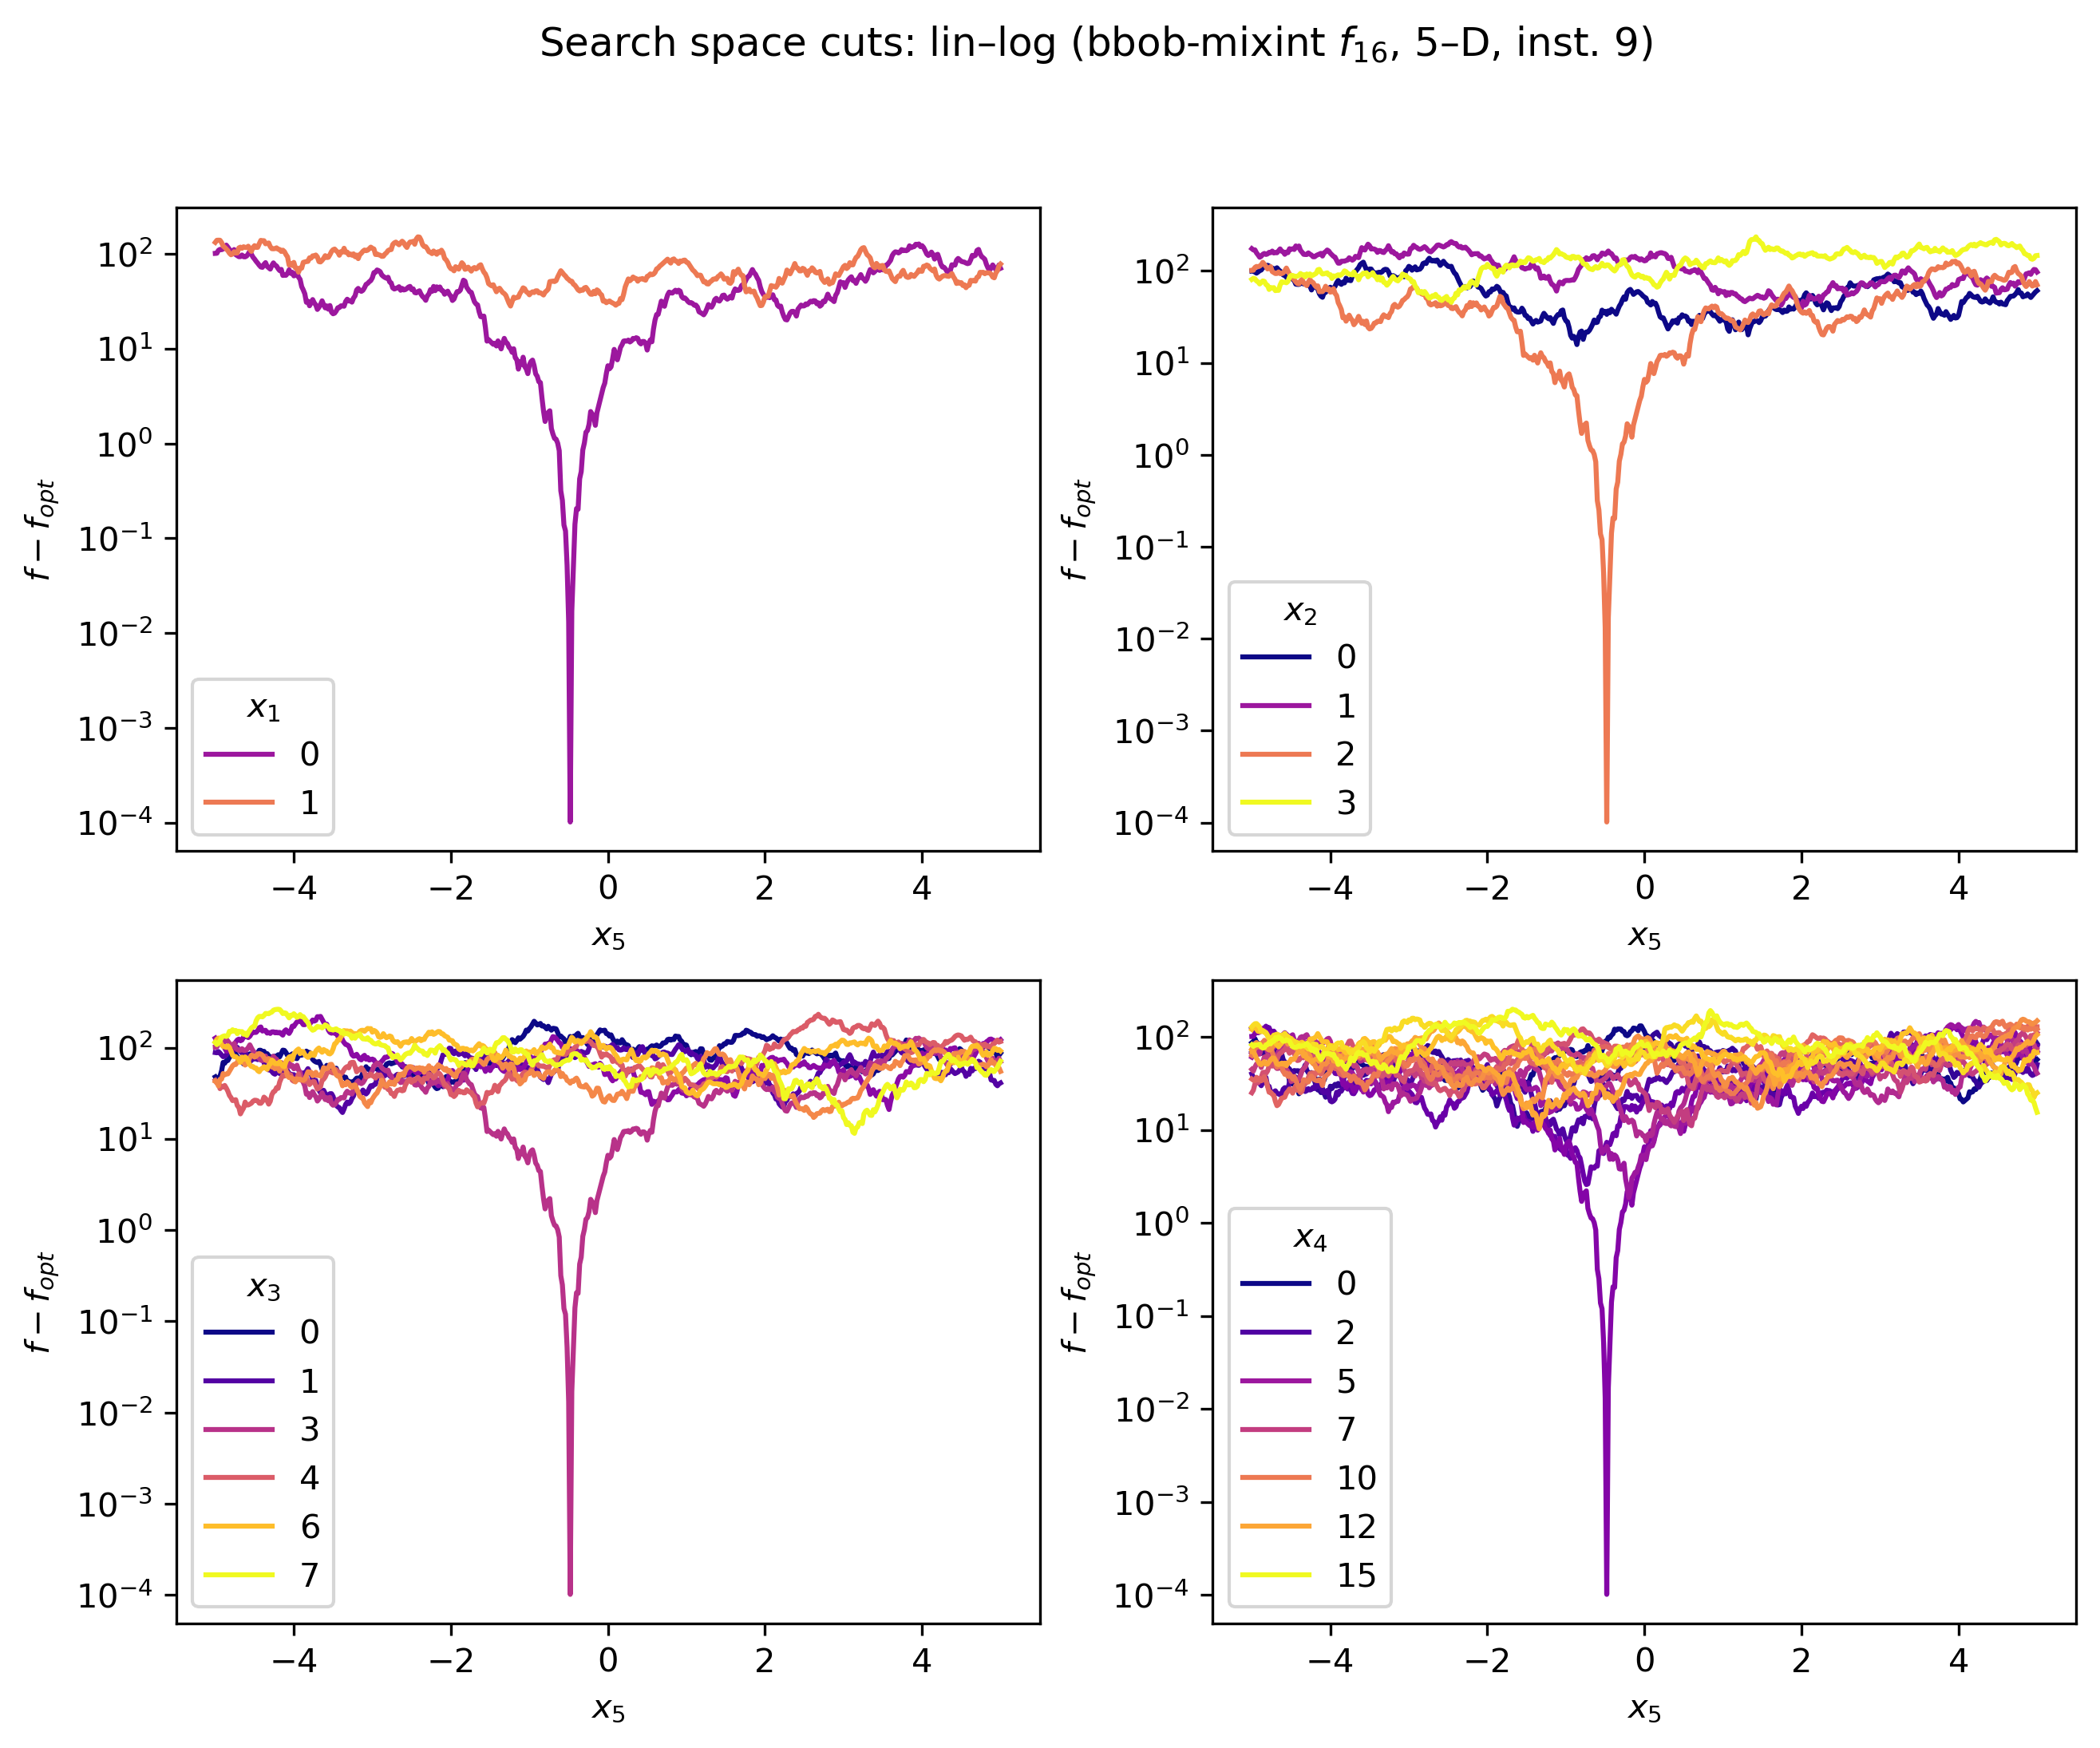 Search space cuts: lin–log (bbob-mixint f16, 5–D, inst. 9)
10^2
10^1
10^0
10^−1
10^−2
10^−3
10^−4
f − fopt
x1
0
1
−4 −2 0 2 4
x5
10^2
10^1
10^0
10^−1
10^−2
10^−3
10^−4
f − fopt
x2
0
1
2
3
−4 −2 0 2 4
x5
10^2
10^1
10^0
10^−1
10^−2
10^−3
10^−4
f − fopt
x3
0
1
3
4
6
7
−4 −2 0 2 4
x5
10^2
10^1
10^0
10^−1
10^−2
10^−3
10^−4
f − fopt
x4
0
2
5
7
10
12
15
−4 −2 0 2 4
x5